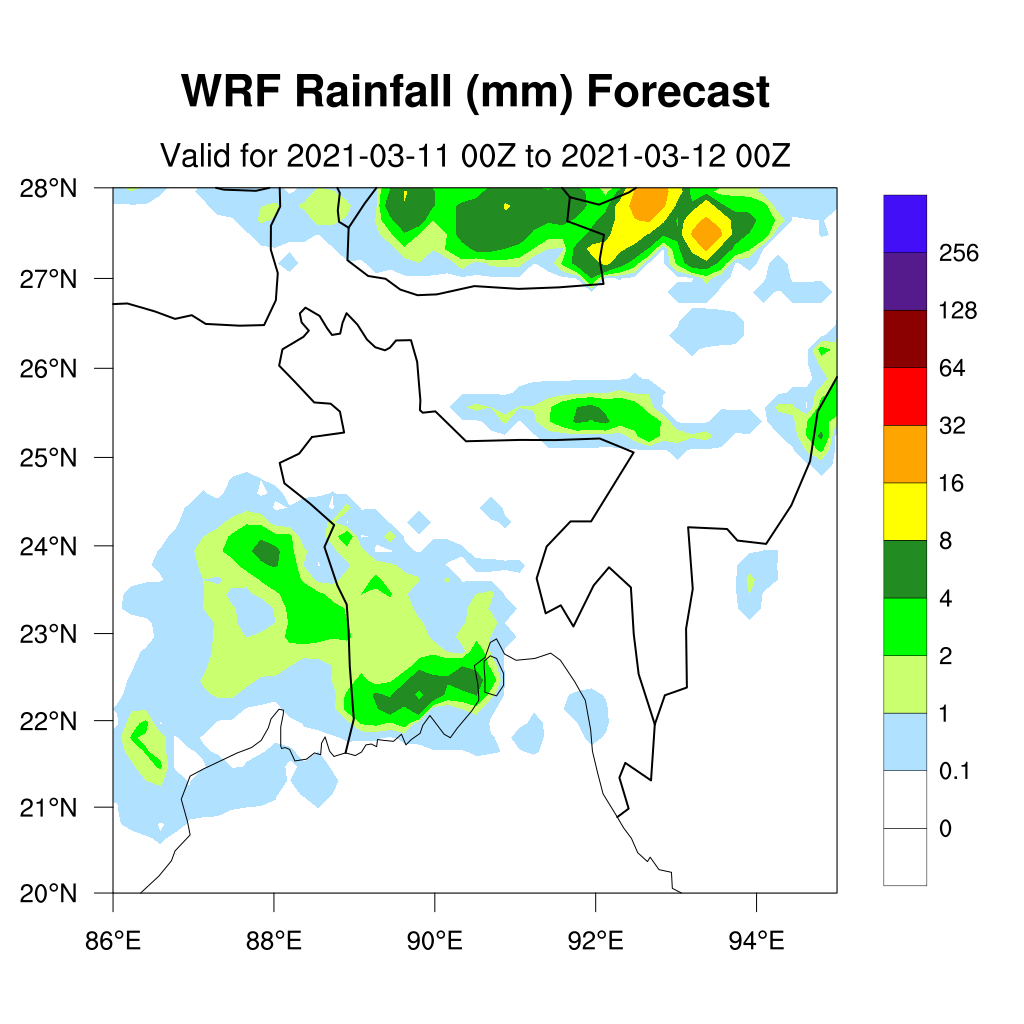 WRF Rainfall (mm) Forecast
Valid for 2021-03-11 00Z to 2021-03-12 00Z
28°N
27°N
26°N
25°N
24°N
23°N
22°N
21°N
20°N
86°E 88°E 90°E 92°E 94°E
256
128
64
32
16
8
4
2
1
0.1
0